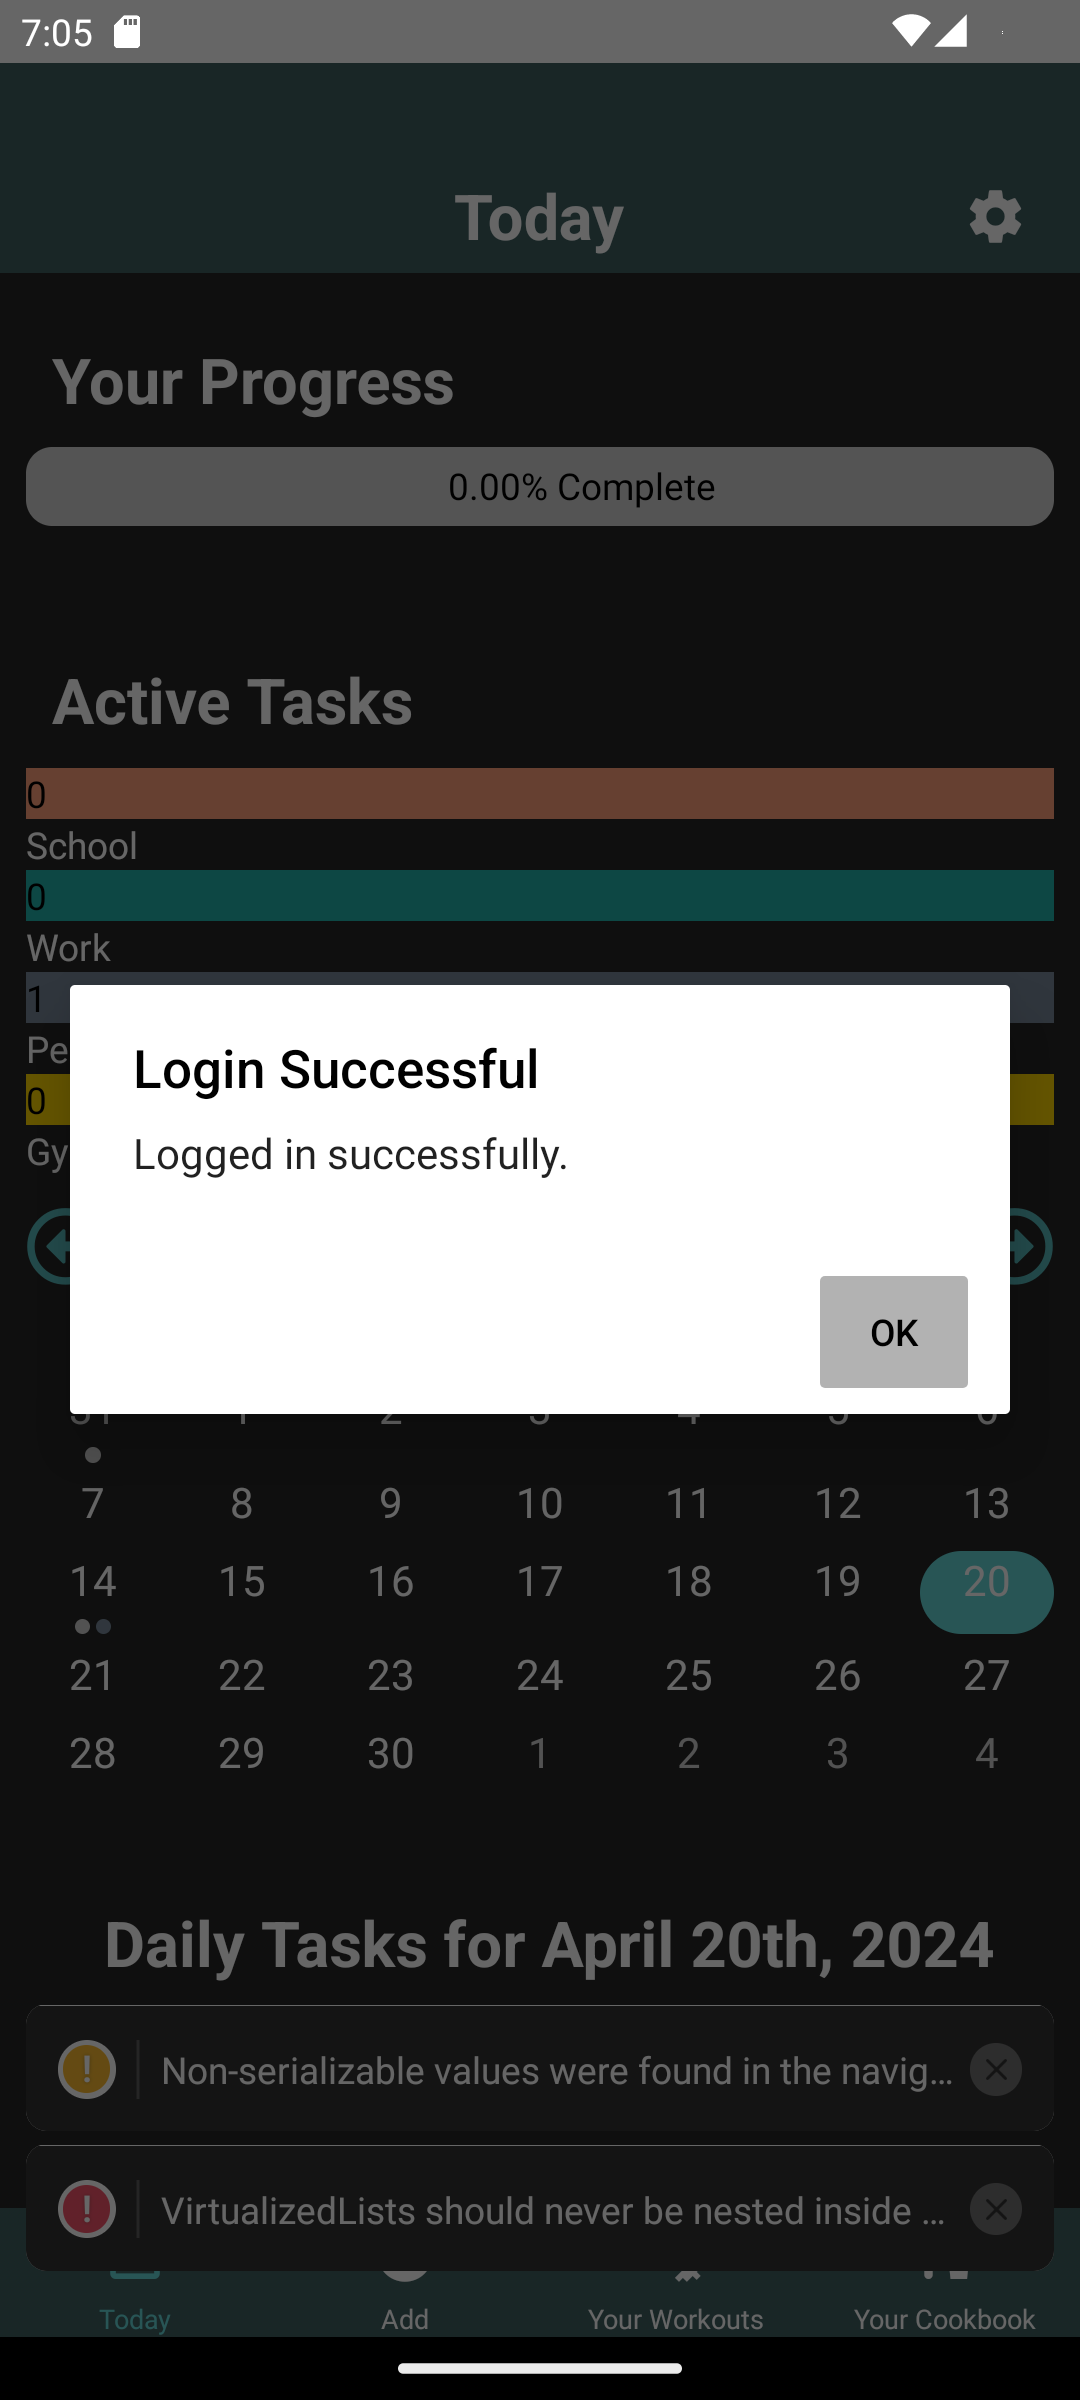 7:05
Today
Your Progress
0.00% Complete
Active Tasks
0
School
0
Work
1
Pe
0
Gy
Login Successful
Logged in successfully.
OK
31 1 2 3 4 5 6
7 8 9 10 11 12 13
14 15 16 17 18 19 20
21 22 23 24 25 26 27
28 29 30 1 2 3 4
Daily Tasks for April 20th, 2024
! Non-serializable values were found in the navig...
! VirtualizedLists should never be nested inside ...
Today Add Your Workouts Your Cookbook